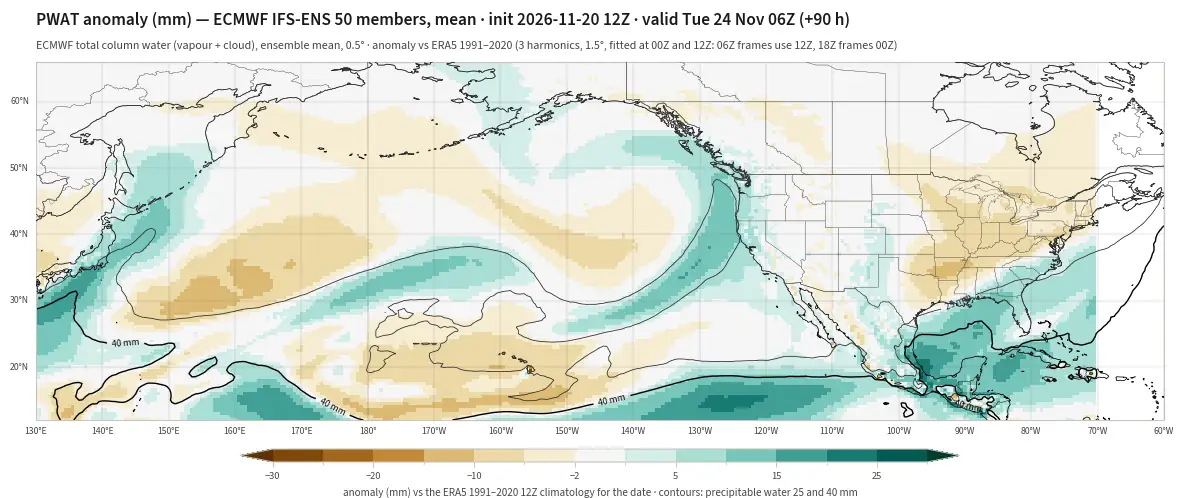 PWAT anomaly (mm) — ECMWF IFS-ENS 50 members, mean · init 2026-11-20 12Z · valid Tue 24 Nov 06Z (+90 h)
ECMWF total column water (vapour + cloud), ensemble mean, 0.5° · anomaly vs ERA5 1991–2020 (3 harmonics, 1.5°, fitted at 00Z and 12Z: 06Z frames use 12Z, 18Z frames 00Z)
60°N
50°N
40°N
30°N
20°N
40 mm
40 mm
40 mm
40 mm
130°E 140°E 150°E 160°E 170°E 180° 170°W 160°W 150°W 140°W 130°W 120°W 110°W 100°W 90°W 80°W 70°W 60°W
−30 −20 −10 −2 5 15 25
anomaly (mm) vs the ERA5 1991–2020 12Z climatology for the date · contours: precipitable water 25 and 40 mm